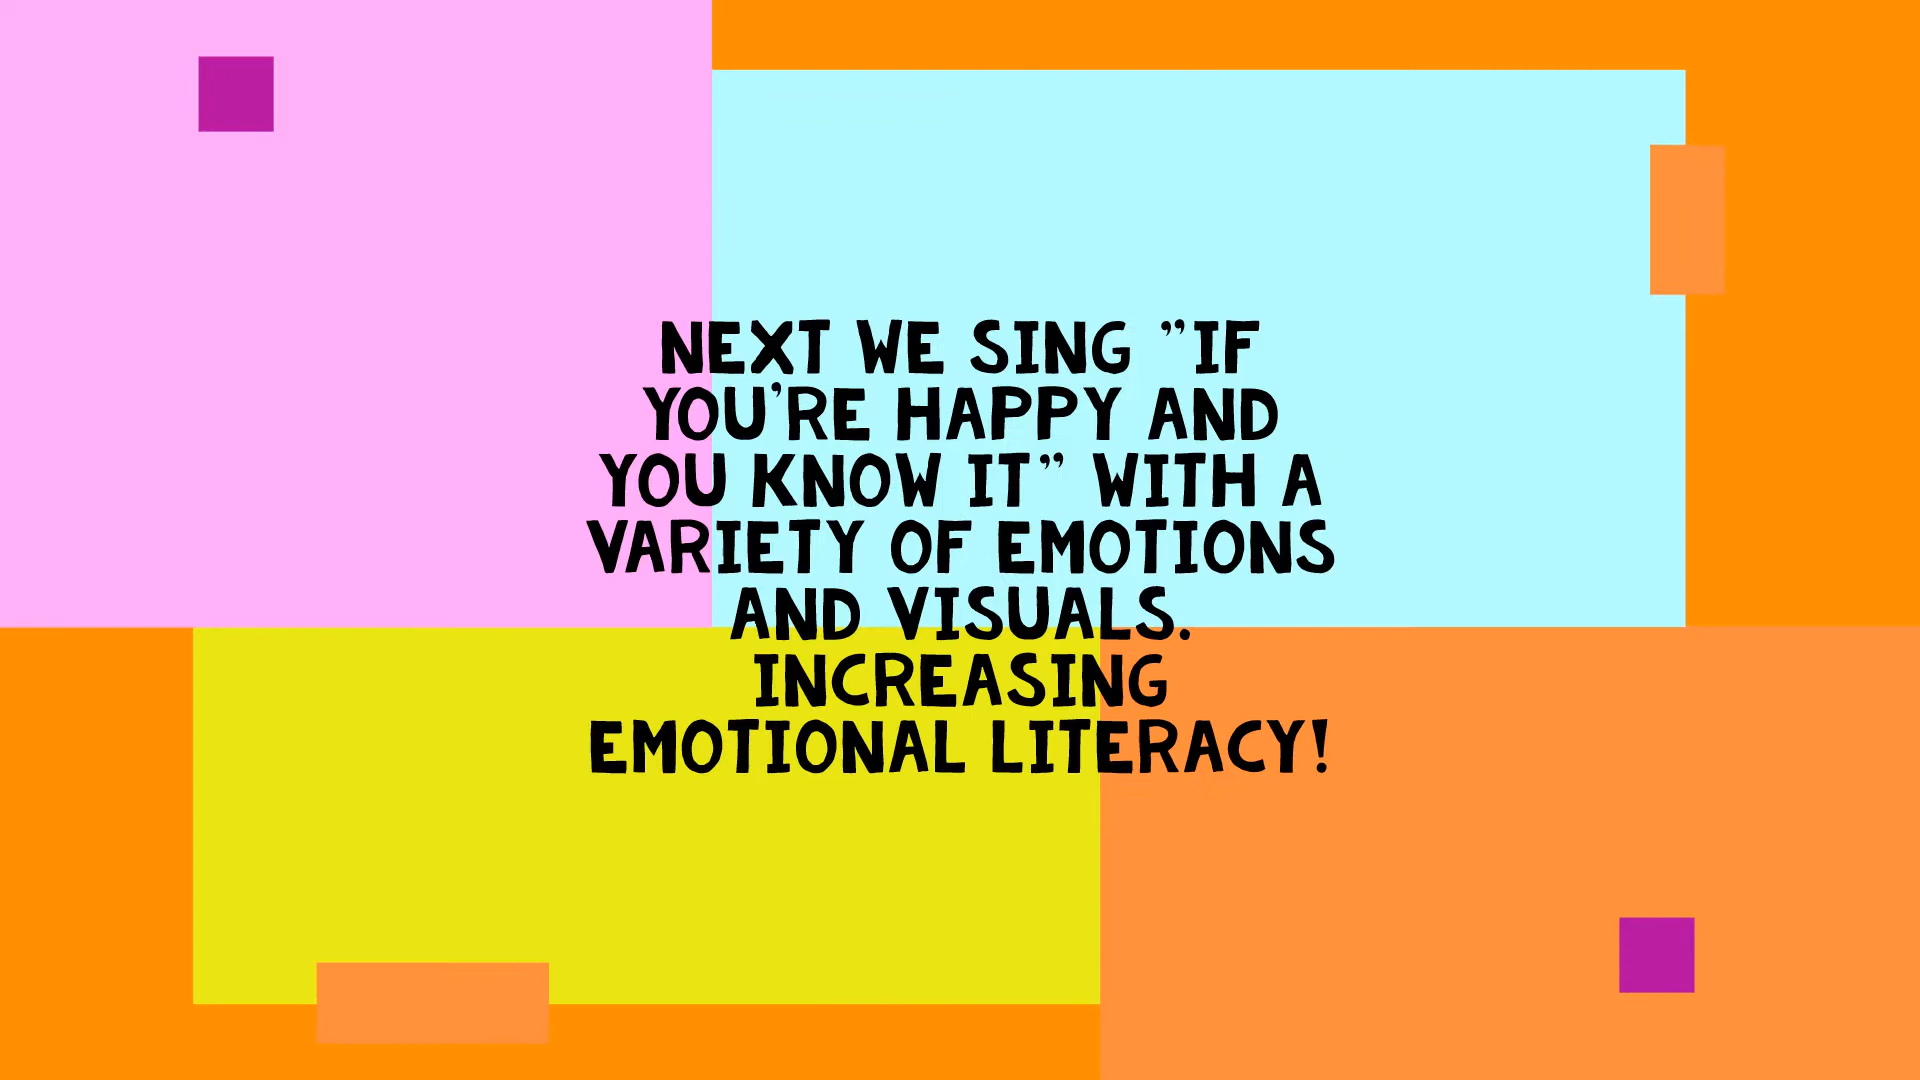 NEXT WE SING "IF
YOU'RE HAPPY AND
YOU KNOW IT" WITH A
VARIETY OF EMOTIONS
AND VISUALS.
INCREASING
EMOTIONAL LITERACY!